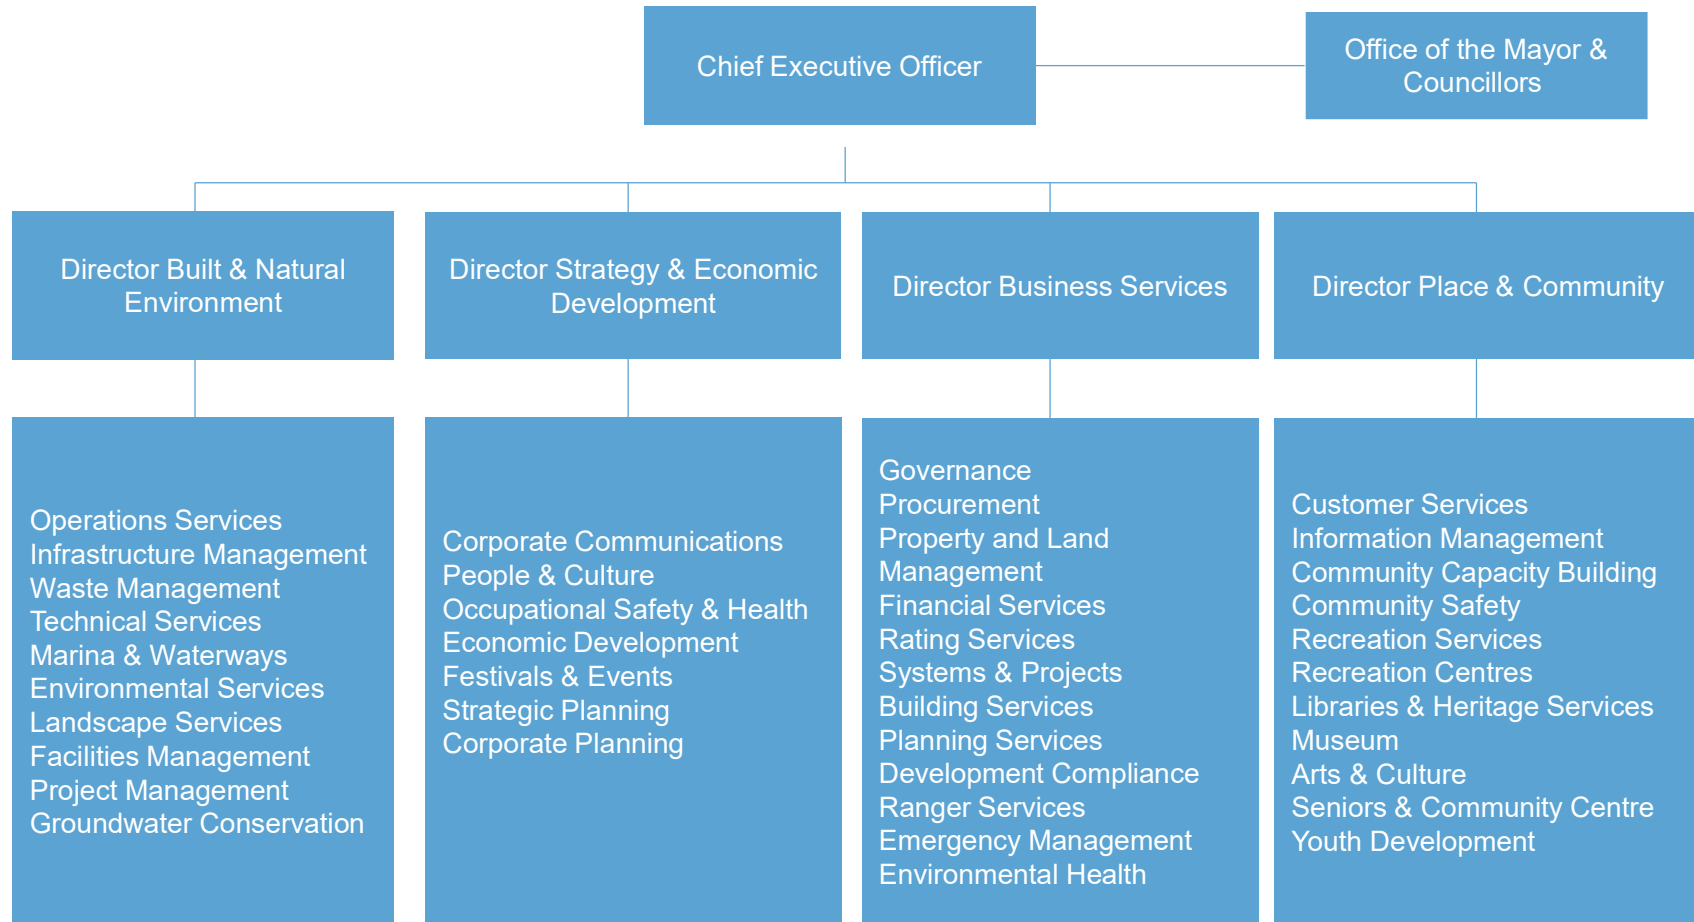 Chief Executive Officer
Office of the Mayor &
Councillors
Director Built & Natural
Environment
Director Strategy & Economic
Development
Director Business Services
Director Place & Community
Operations Services
Infrastructure Management
Waste Management
Technical Services
Marina & Waterways
Environmental Services
Landscape Services
Facilities Management
Project Management
Groundwater Conservation
Corporate Communications
People & Culture
Occupational Safety & Health
Economic Development
Festivals & Events
Strategic Planning
Corporate Planning
Governance
Procurement
Property and Land
Management
Financial Services
Rating Services
Systems & Projects
Building Services
Planning Services
Development Compliance
Ranger Services
Emergency Management
Environmental Health
Customer Services
Information Management
Community Capacity Building
Community Safety
Recreation Services
Recreation Centres
Libraries & Heritage Services
Museum
Arts & Culture
Seniors & Community Centre
Youth Development